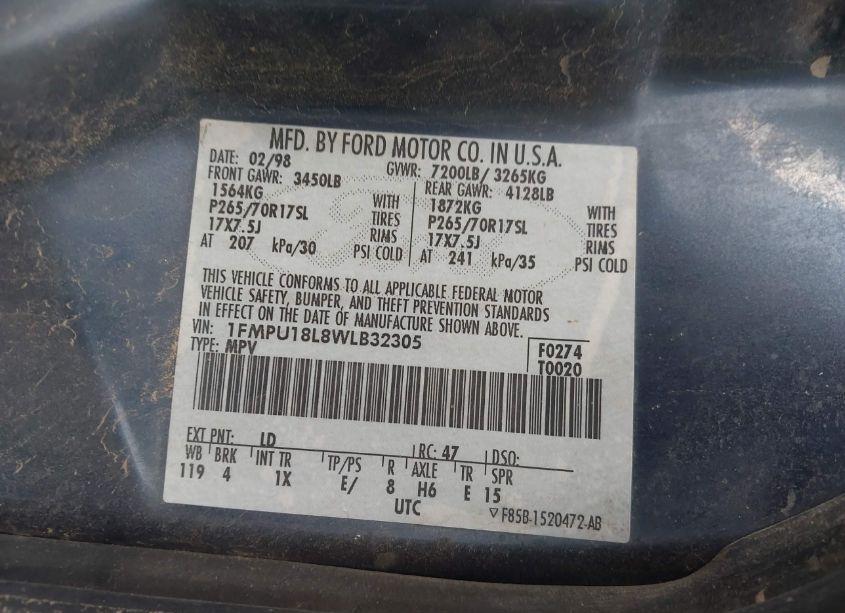 MFD. BY FORD MOTOR CO. IN U.S.A.
DATE: 02/98 GVWR: 7200LB/ 3265KG
FRONT GAWR: 3450LB REAR GAWR: 4128LB
1564KG WITH 1872KG WITH
P265/70R17SL TIRES P265/70R17SL TIRES
17X7.5J RIMS 17X7.5J RIMS
AT 207 kPa/30 PSI COLD AT 241 kPa/35 PSI COLD
THIS VEHICLE CONFORMS TO ALL APPLICABLE FEDERAL MOTOR
VEHICLE SAFETY, BUMPER, AND THEFT PREVENTION STANDARDS
IN EFFECT ON THE DATE OF MANUFACTURE SHOWN ABOVE.
VIN: 1FMPU18L8WLB32305
TYPE: MPV F0274
T0020
EXT PNT: LD RC: 47 DSO:
WB BRK INT TR TP/PS R AXLE TR SPR
119 4 1X E/ 8 H6 E 15
UTC ▽F85B-1520472-AB